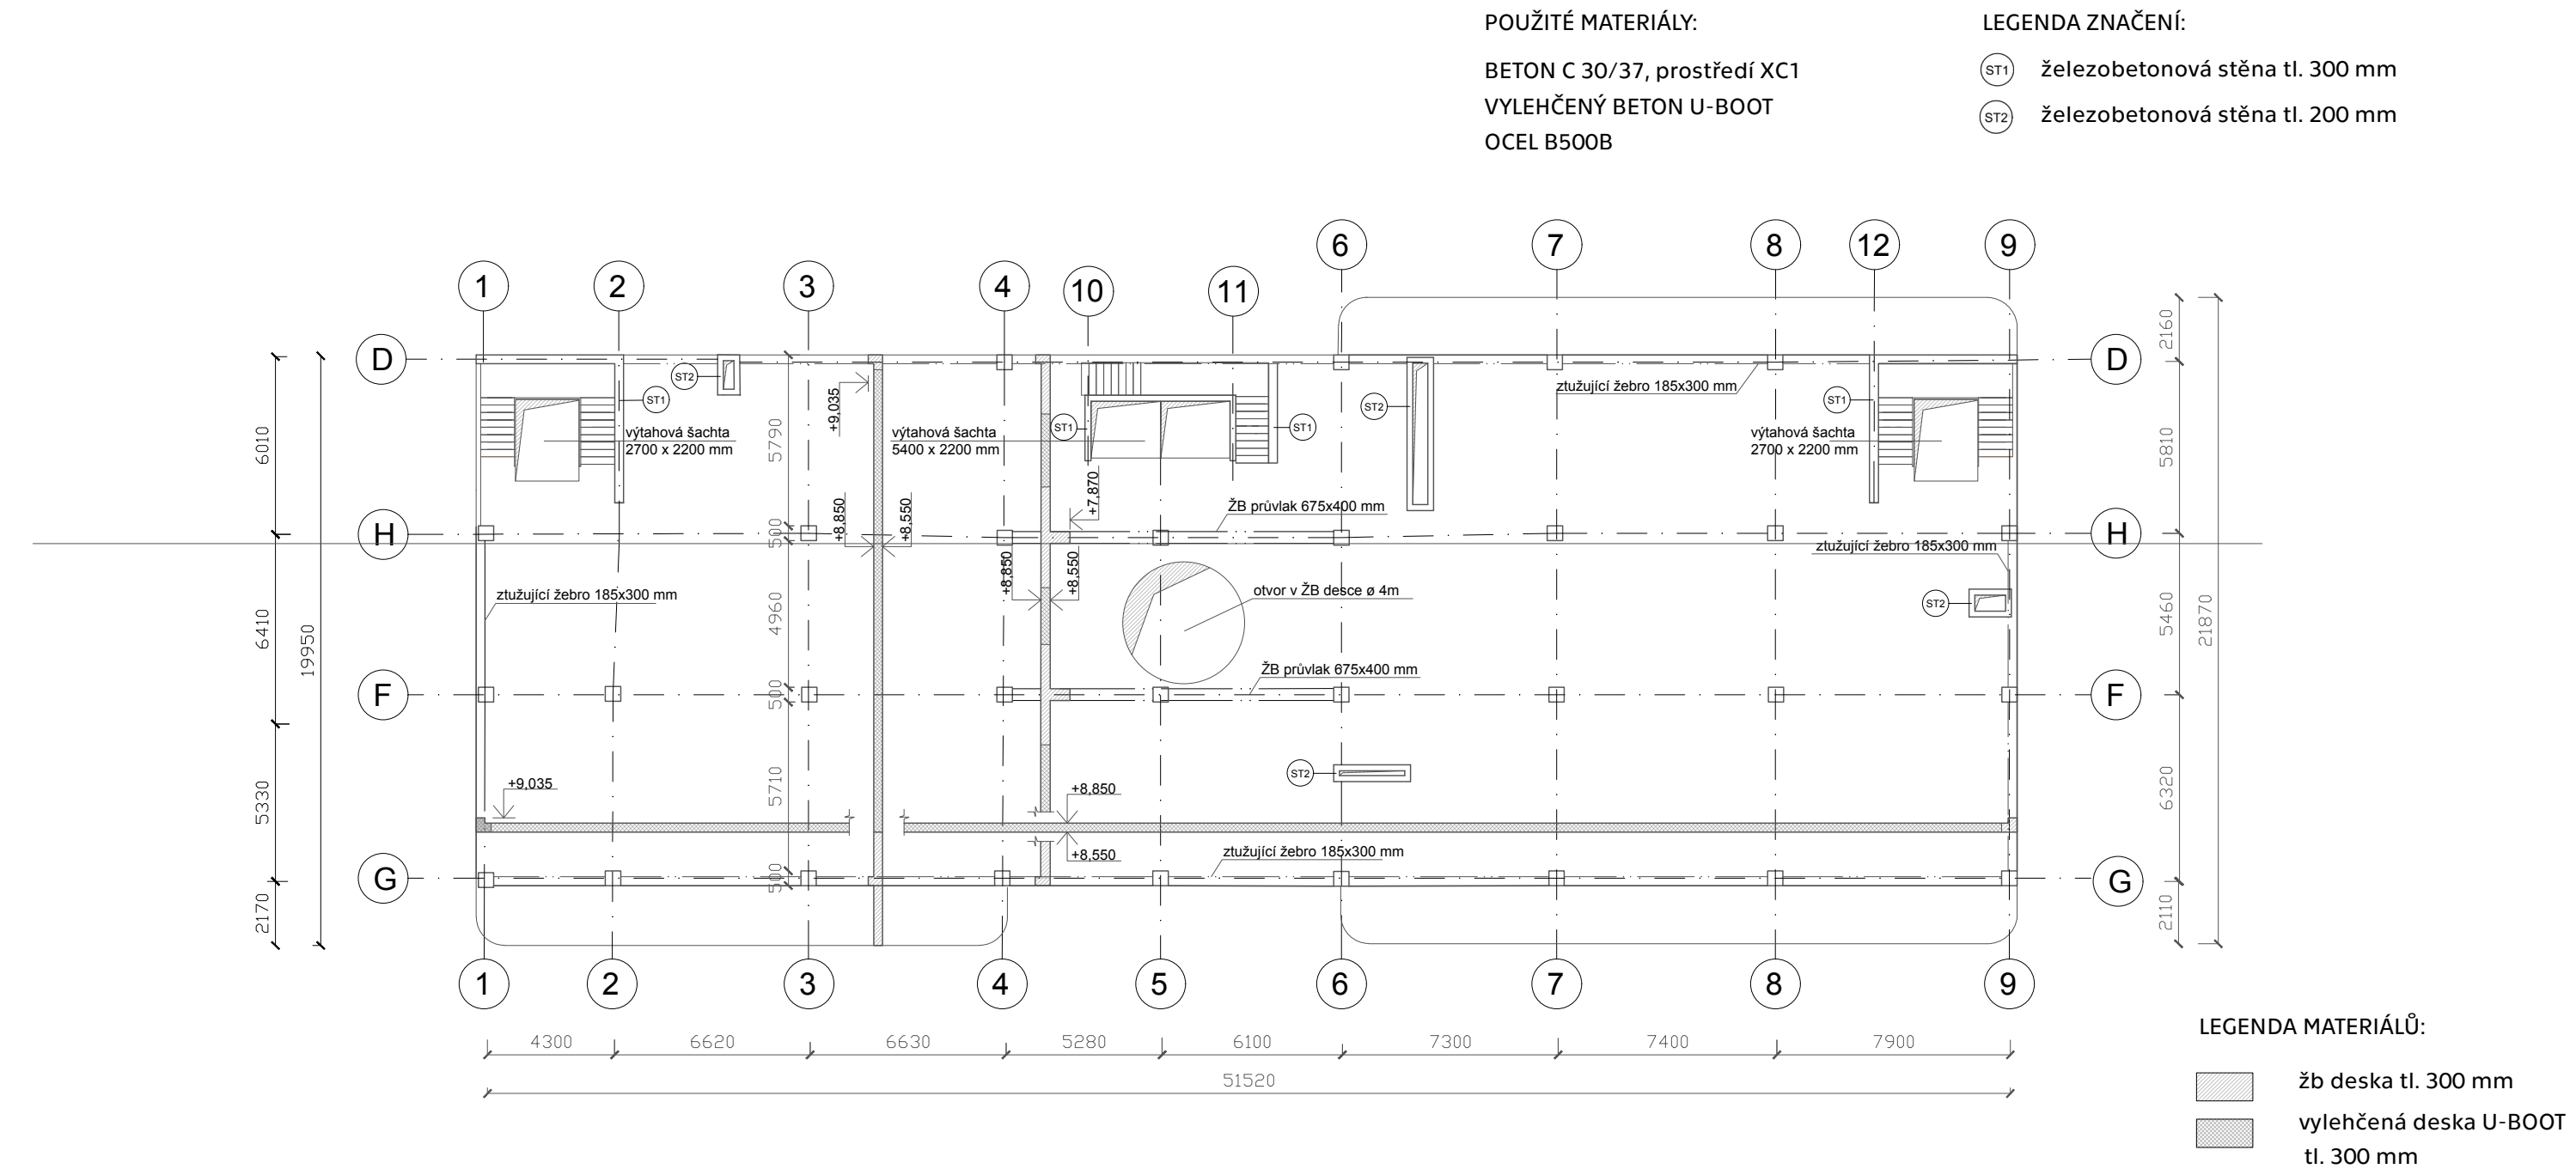 POUŽITÉ MATERIÁLY:
BETON C 30/37, prostředí XC1
VYLEHČENÝ BETON U-BOOT
OCEL B500B
LEGENDA ZNAČENÍ:
ST1 železobetonová stěna tl. 300 mm
ST2 železobetonová stěna tl. 200 mm
6 7 8 12 9
1 2 3 4 10 11
D
D
ST2
ST1
ztužující žebro 185x300 mm
ST2
ST1
+9,035
ST1
ST1
výtahová šachta
2700 x 2200 mm
výtahová šachta
5400 x 2200 mm
výtahová šachta
2700 x 2200 mm
+7,870
ŽB průvlak 675x400 mm
+8,850
+8,550
H
H
ztužující žebro 185x300 mm
+8,850
+8,550
ztužující žebro 185x300 mm
otvor v ŽB desce ø 4m
ST2
ŽB průvlak 675x400 mm
F
F
ST2
+9,035
+8,850
+8,550
ztužující žebro 185x300 mm
G
G
6010
6410
5330
2170
19950
5790
500
4960
500
5710
500
2160
5810
5460
6320
2110
21870
1 2 3 4 5 6 7 8 9
4300 6620 6630 5280 6100 7300 7400 7900
51520
LEGENDA MATERIÁLŮ:
žb deska tl. 300 mm
vylehčená deska U-BOOT
tl. 300 mm